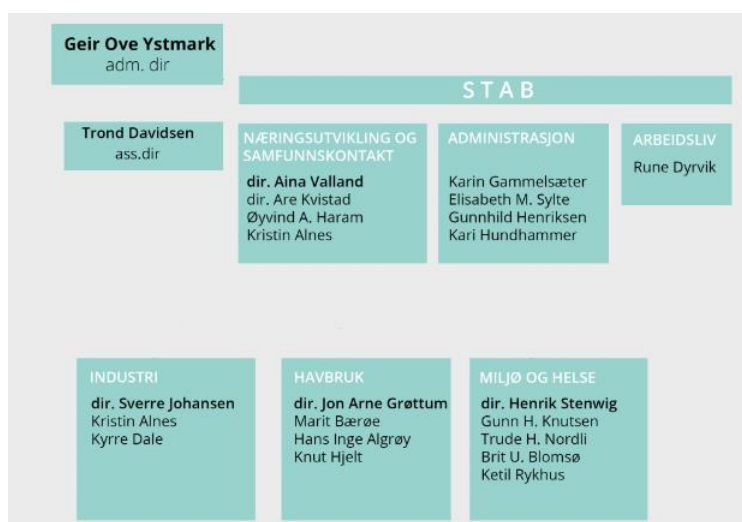 Geir Ove Ystmark
adm. dir
STAB
Trond Davidsen
ass.dir
NÆRINGSUTVIKLING OG
SAMFUNNSKONTAKT
dir. Aina Valland
dir. Are Kvistad
Øyvind A. Haram
Kristin Alnes
ADMINISTRASJON
Karin Gammelsæter
Elisabeth M. Sylte
Gunnhild Henriksen
Kari Hundhammer
ARBEIDSLIV
Rune Dyrvik
INDUSTRI
dir. Sverre Johansen
Kristin Alnes
Kyrre Dale
HAVBRUK
dir. Jon Arne Grøttum
Marit Bærøe
Hans Inge Algrøy
Knut Hjelt
MILJØ OG HELSE
dir. Henrik Stenwig
Gunn H. Knutsen
Trude H. Nordli
Brit U. Blomsø
Ketil Rykhus